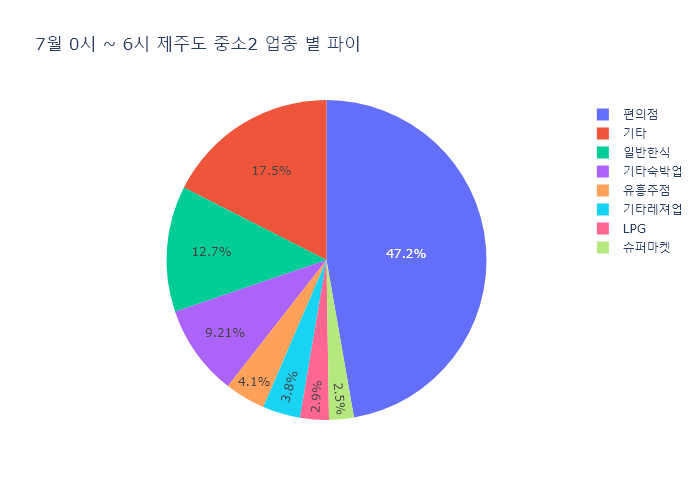 7월 0시 ~ 6시 제주도 중소2 업종 별 파이
편의점
기타
일반한식
기타숙박업
유흥주점
기타레져업
LPG
슈퍼마켓
17.5%
47.2%
12.7%
9.21%
4.1%
3.8%
2.9%
2.5%